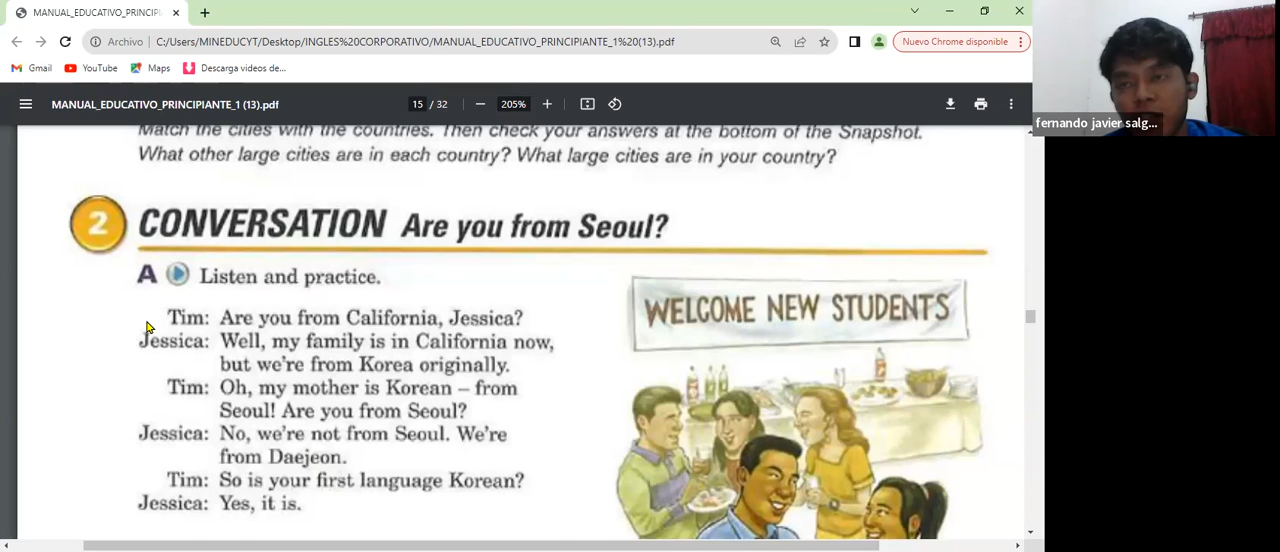 MANUAL_EDUCATIVO_PRINCIPI
Archivo C:/Users/MINEDUCYT/Desktop/INGLES%20CORPORATIVO/MANUAL_EDUCATIVO_PRINCIPIANTE_1%20(13).pdf
Nuevo Chrome disponible
Gmail YouTube Maps Descarga videos de...
MANUAL_EDUCATIVO_PRINCIPIANTE_1 (13).pdf
15 / 32
205%
fernando javier salg...
Match the cities with the countries. Then check your answers at the bottom of the Snapshot.
What other large cities are in each country? What large cities are in your country?
2 CONVERSATION Are you from Seoul?
A Listen and practice.
Tim: Are you from California, Jessica?
Jessica: Well, my family is in California now,
but we're from Korea originally.
Tim: Oh, my mother is Korean – from
Seoul! Are you from Seoul?
Jessica: No, we're not from Seoul. We're
from Daejeon.
Tim: So is your first language Korean?
Jessica: Yes, it is.
WELCOME NEW STUDENTS